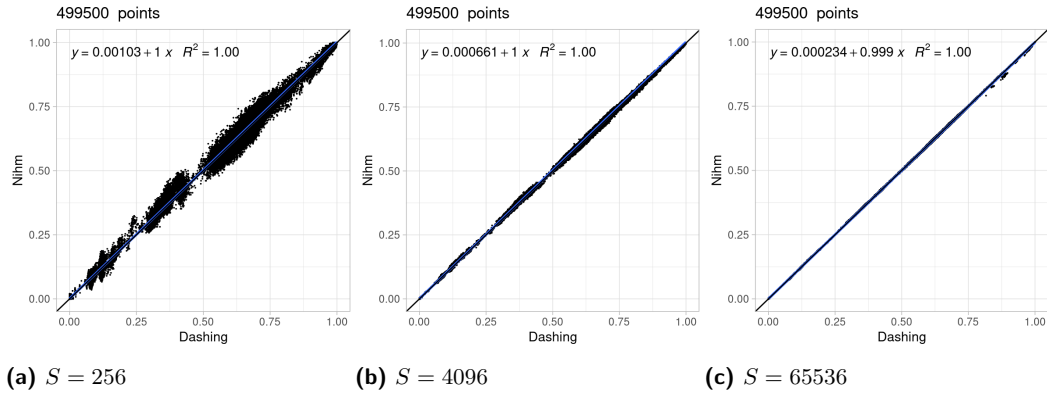 499500 points
y = 0.00103 + 1 x R² = 1.00
1.00
0.75
0.50
0.25
0.00
Nihm
0.00 0.25 0.50 0.75 1.00
Dashing
(a) S = 256
499500 points
y = 0.000661 + 1 x R² = 1.00
1.00
0.75
0.50
0.25
0.00
Nihm
0.00 0.25 0.50 0.75 1.00
Dashing
(b) S = 4096
499500 points
y = 0.000234 + 0.999 x R² = 1.00
1.00
0.75
0.50
0.25
0.00
Nihm
0.00 0.25 0.50 0.75 1.00
Dashing
(c) S = 65536